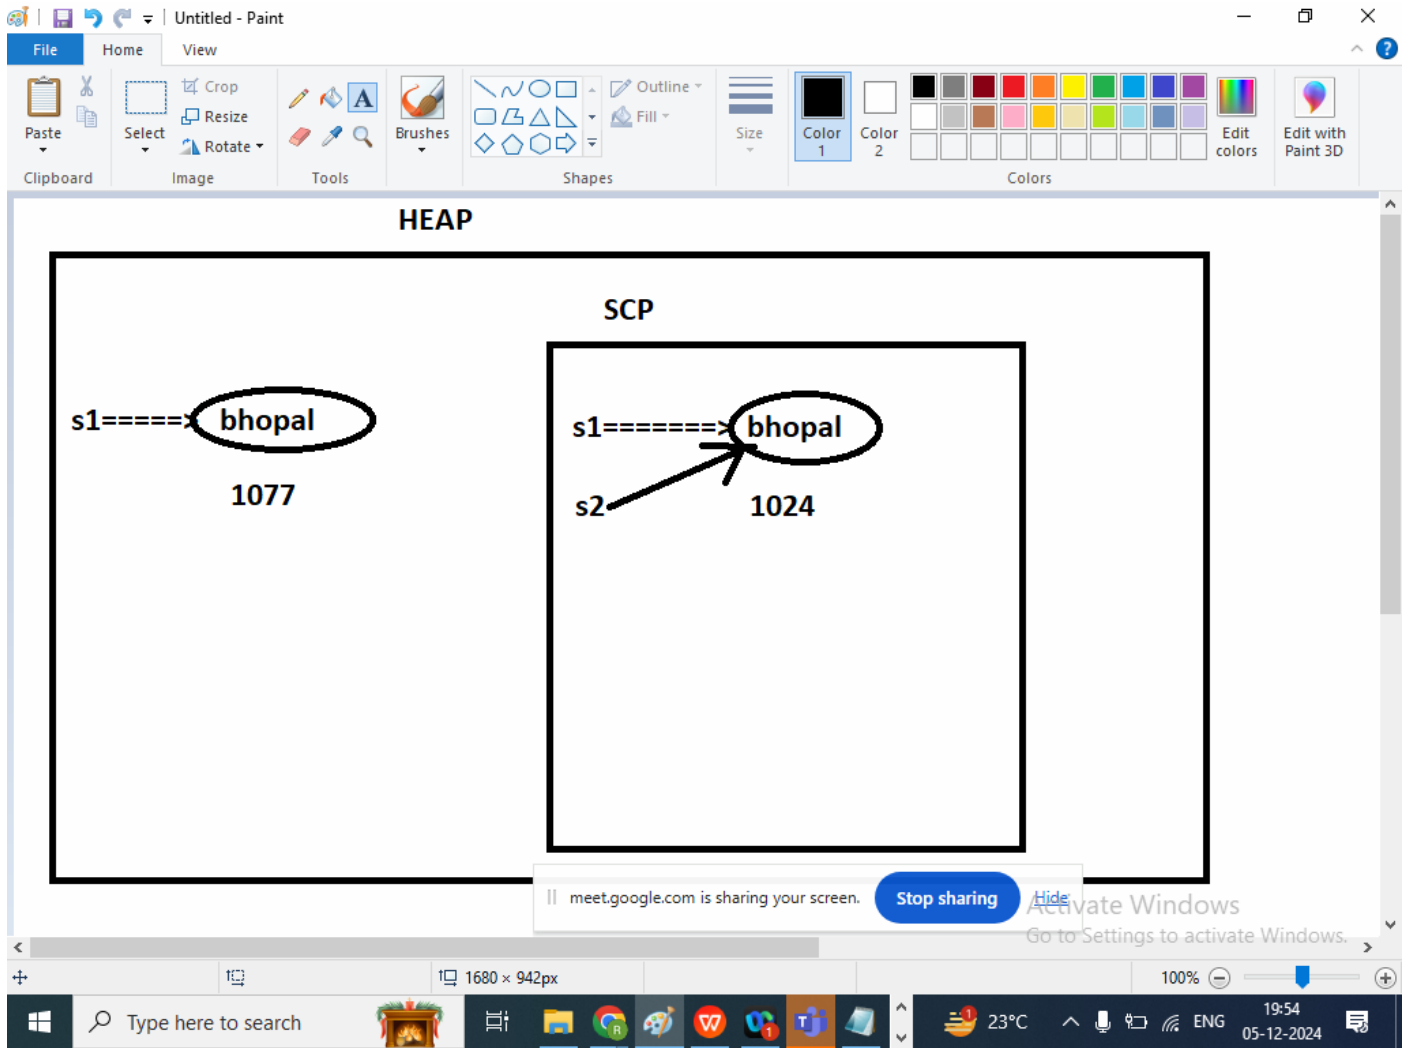 Untitled - Paint
File Home View
Paste
Clipboard
Select
Crop
Resize
Rotate
Image
A
Tools
Brushes
Outline
Fill
Shapes
Size
Color 1
Color 2
Edit colors
Colors
Edit with Paint 3D
HEAP
SCP
s1=====> bhopal
1077
s1=======> bhopal
s2
1024
meet.google.com is sharing your screen. Stop sharing Hide
Activate Windows
Go to Settings to activate Windows.
1680 × 942px
100%
Type here to search
23°C
ENG
19:54
05-12-2024